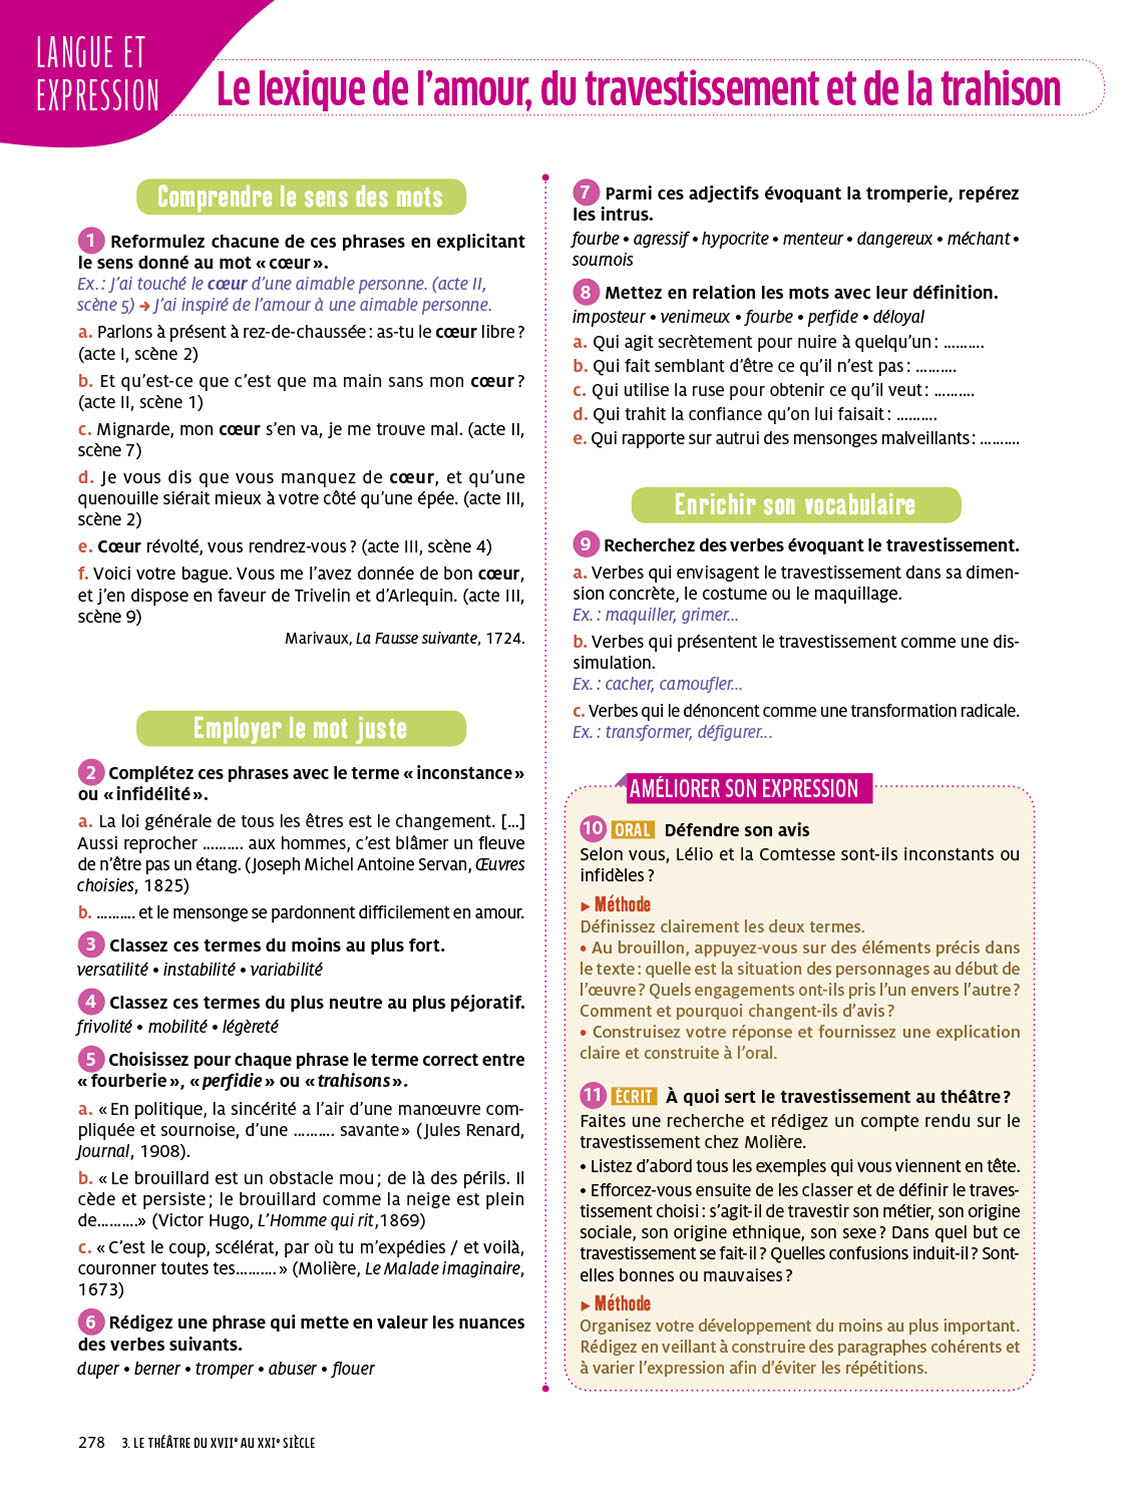 LANGUE ET
EXPRESSION
Le lexique de l’amour, du travestissement et de la trahison
Comprendre le sens des mots
1 Reformulez chacune de ces phrases en explicitant
le sens donné au mot « cœur ».
Ex. : J’ai touché le cœur d’une aimable personne. (acte II,
scène 5) → J’ai inspiré de l’amour à une aimable personne.
a. Parlons à présent à rez-de-chaussée : as-tu le cœur libre ?
(acte I, scène 2)
b. Et qu’est-ce que c’est que ma main sans mon cœur ?
(acte II, scène 1)
c. Mignarde, mon cœur s’en va, je me trouve mal. (acte II,
scène 7)
d. Je vous dis que vous manquez de cœur, et qu’une
quenouille siérait mieux à votre côté qu’une épée. (acte III,
scène 2)
e. Cœur révolté, vous rendrez-vous ? (acte III, scène 4)
f. Voici votre bague. Vous me l’avez donnée de bon cœur,
et j’en dispose en faveur de Trivelin et d’Arlequin. (acte III,
scène 9)
Marivaux, La Fausse suivante, 1724.
Employer le mot juste
2 Complétez ces phrases avec le terme « inconstance »
ou « infidélité ».
a. La loi générale de tous les êtres est le changement. [...]
Aussi reprocher .......... aux hommes, c’est blâmer un fleuve
de n’être pas un étang. (Joseph Michel Antoine Servan, Œuvres
choisies, 1825)
b. .......... et le mensonge se pardonnent difficilement en amour.
3 Classez ces termes du moins au plus fort.
versatilité • instabilité • variabilité
4 Classez ces termes du plus neutre au plus péjoratif.
frivolité • mobilité • légèreté
5 Choisissez pour chaque phrase le terme correct entre
« fourberie », « perfidie » ou « trahisons ».
a. « En politique, la sincérité a l’air d’une manœuvre com-
pliquée et sournoise, d’une .......... savante » (Jules Renard,
Journal, 1908).
b. « Le brouillard est un obstacle mou ; de là des périls. Il
cède et persiste ; le brouillard comme la neige est plein
de..........» (Victor Hugo, L’Homme qui rit,1869)
c. « C’est le coup, scélérat, par où tu m’expédies / et voilà,
couronner toutes tes.......... » (Molière, Le Malade imaginaire,
1673)
6 Rédigez une phrase qui mette en valeur les nuances
des verbes suivants.
duper • berner • tromper • abuser • flouer
7 Parmi ces adjectifs évoquant la tromperie, repérez
les intrus.
fourbe • agressif • hypocrite • menteur • dangereux • méchant •
sournois
8 Mettez en relation les mots avec leur définition.
imposteur • venimeux • fourbe • perfide • déloyal
a. Qui agit secrètement pour nuire à quelqu’un : ..........
b. Qui fait semblant d’être ce qu’il n’est pas : ..........
c. Qui utilise la ruse pour obtenir ce qu’il veut : ..........
d. Qui trahit la confiance qu’on lui faisait : ..........
e. Qui rapporte sur autrui des mensonges malveillants : ..........
Enrichir son vocabulaire
9 Recherchez des verbes évoquant le travestissement.
a. Verbes qui envisagent le travestissement dans sa dimen-
sion concrète, le costume ou le maquillage.
Ex. : maquiller, grimer...
b. Verbes qui présentent le travestissement comme une dis-
simulation.
Ex. : cacher, camoufler...
c. Verbes qui le dénoncent comme une transformation radicale.
Ex. : transformer, défigurer...
AMÉLIORER SON EXPRESSION
10 ORAL Défendre son avis
Selon vous, Lélio et la Comtesse sont-ils inconstants ou
infidèles ?
▶ Méthode
Définissez clairement les deux termes.
• Au brouillon, appuyez-vous sur des éléments précis dans
le texte : quelle est la situation des personnages au début de
l’œuvre ? Quels engagements ont-ils pris l’un envers l’autre ?
Comment et pourquoi changent-ils d’avis ?
• Construisez votre réponse et fournissez une explication
claire et construite à l’oral.
11 ÉCRIT À quoi sert le travestissement au théâtre ?
Faites une recherche et rédigez un compte rendu sur le
travestissement chez Molière.
• Listez d’abord tous les exemples qui vous viennent en tête.
• Efforcez-vous ensuite de les classer et de définir le traves-
tissement choisi : s’agit-il de travestir son métier, son origine
sociale, son origine ethnique, son sexe ? Dans quel but ce
travestissement se fait-il ? Quelles confusions induit-il ? Sont-
elles bonnes ou mauvaises ?
▶ Méthode
Organisez votre développement du moins au plus important.
Rédigez en veillant à construire des paragraphes cohérents et
à varier l’expression afin d’éviter les répétitions.
278 3. LE THÉÂTRE DU XVIIe AU XXIe SIÈCLE